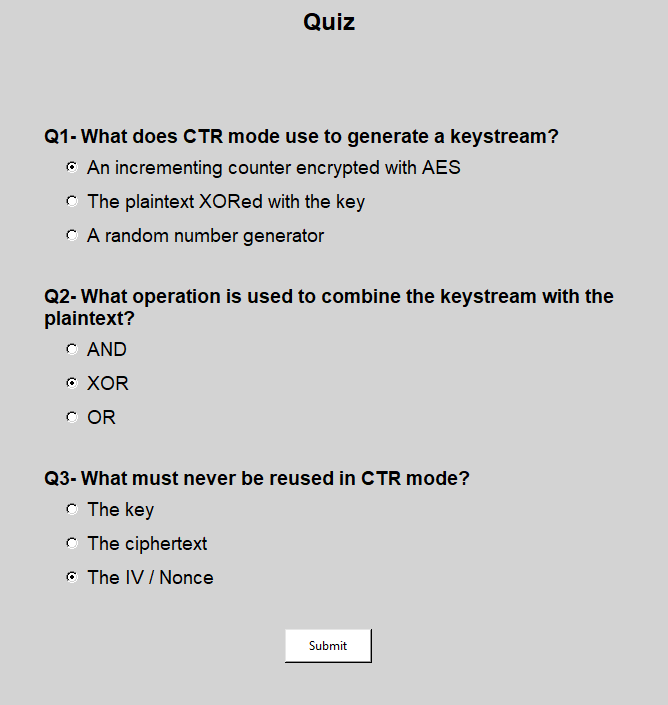 Quiz
Q1- What does CTR mode use to generate a keystream?
An incrementing counter encrypted with AES
The plaintext XORed with the key
A random number generator
Q2- What operation is used to combine the keystream with the
plaintext?
AND
XOR
OR
Q3- What must never be reused in CTR mode?
The key
The ciphertext
The IV / Nonce
Submit